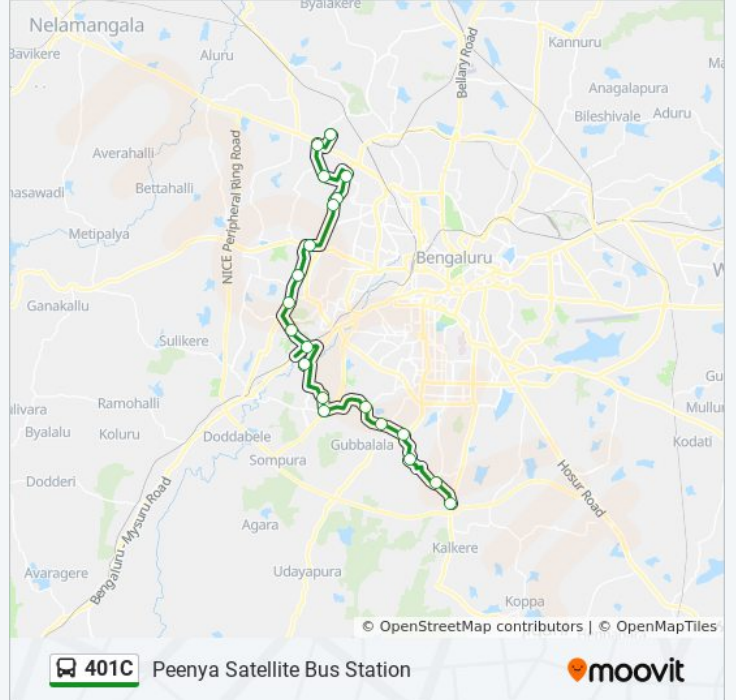 Byalakere
Nelamangala
Bavikere
Aluru
Bellary Road
Kannuru
Ma
Anagalapura
Bileshivale
Aduru
Averahalli
NICE Peripheral Ring Road
Bettahalli
nasawadi
Metipalya
Bengaluru
W
Ganakallu
Sulikere
Gu
Ramohalli
Mullur
ulivara
Byalalu
Koluru
Doddabele
Gubbalala
Kodati
Sompura
Dodderi
Hosur Road
Bengaluru - Mysuru Road
Agara
Kalkere
Udayapura
Avaragere
Koppa
© OpenStreetMap contributors | © OpenMapTiles
401C Peenya Satellite Bus Station
moovit